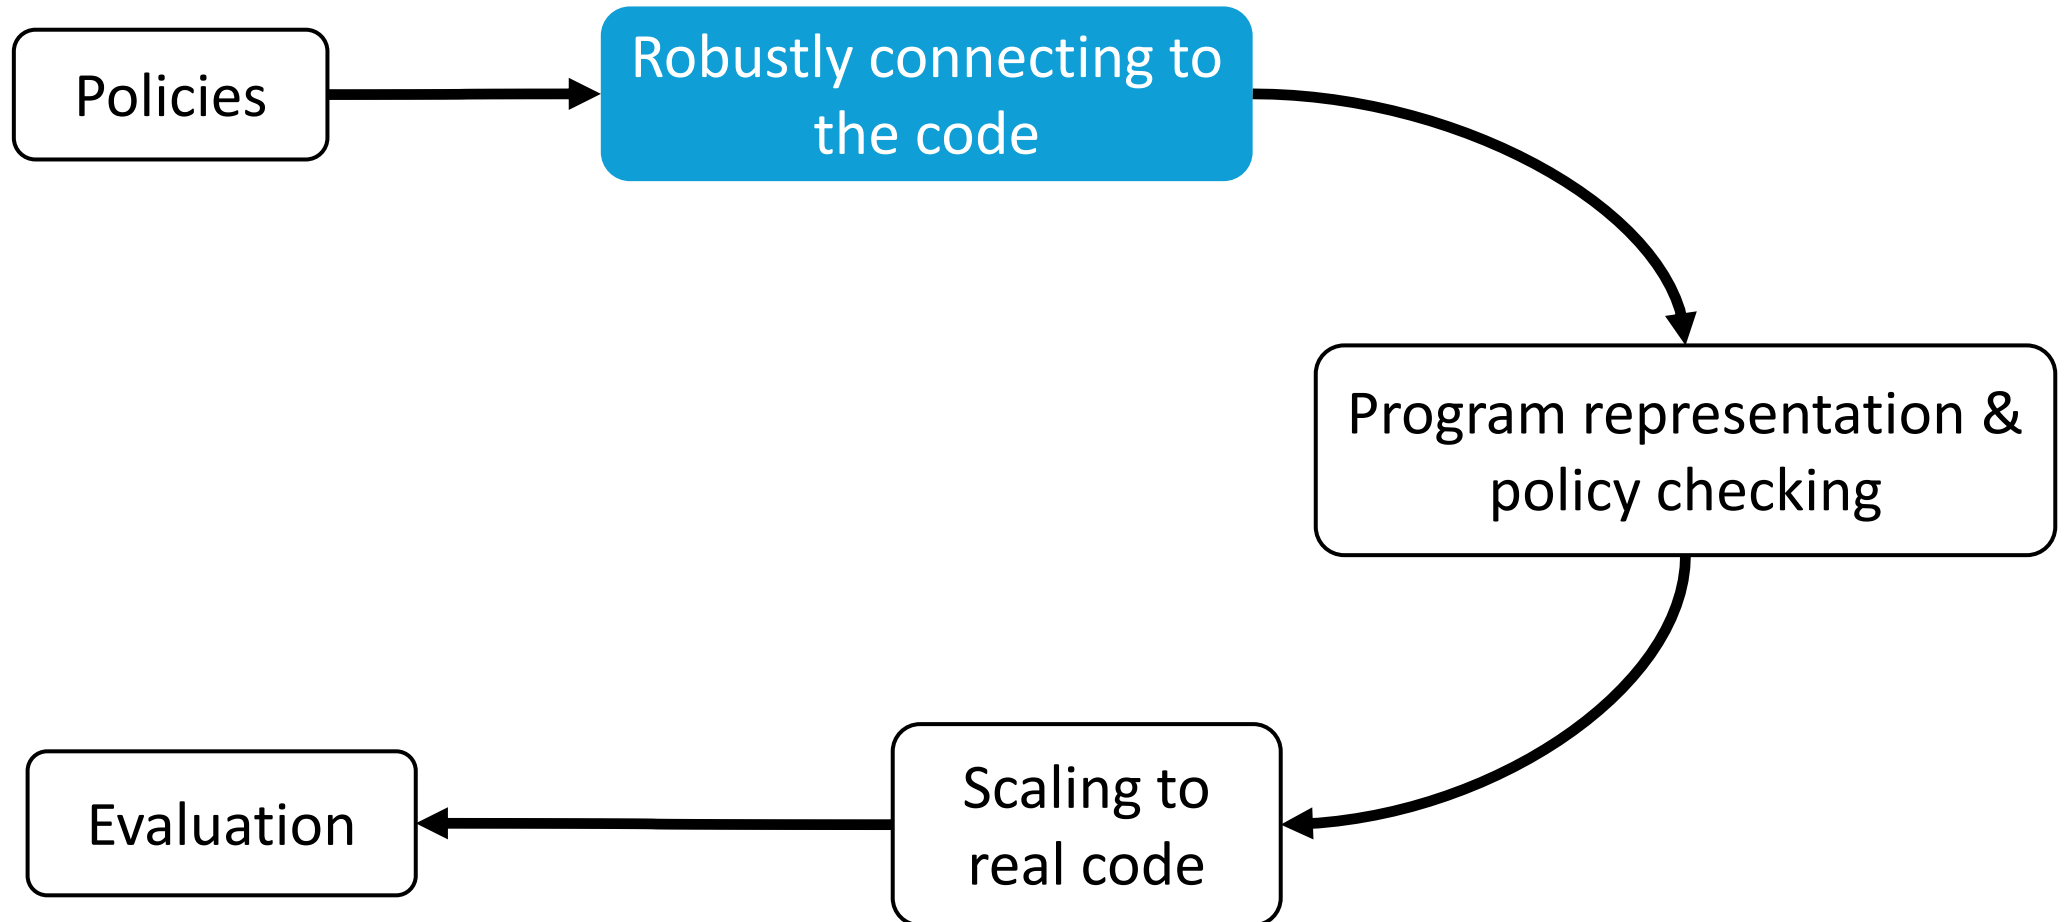 Policies
Robustly connecting to
the code
Program representation &
policy checking
Scaling to
real code
Evaluation